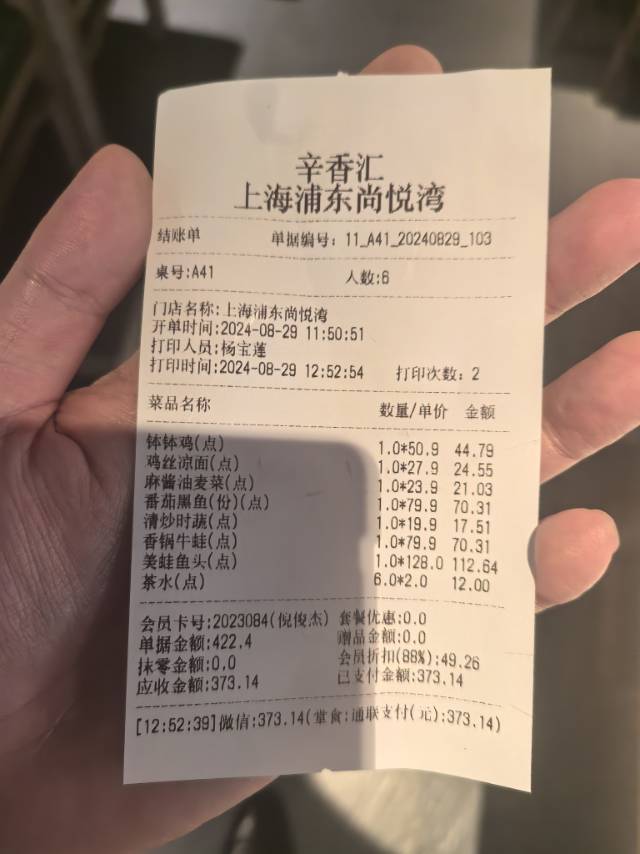 辛香汇
上海浦东尚悦湾
结账单 单据编号：11_A41_20240829_103
桌号:A41 人数:6
门店名称:上海浦东尚悦湾
开单时间:2024-08-29 11:50:51
打印人员:杨宝莲
打印时间:2024-08-29 12:52:54 打印次数：2
菜品名称 数量/单价 金额
钵钵鸡(点) 1.0*50.9 44.79
鸡丝凉面(点) 1.0*27.9 24.55
麻酱油麦菜(点) 1.0*23.9 21.03
番茄黑鱼(份)(点) 1.0*79.9 70.31
清炒时蔬(点) 1.0*19.9 17.51
香锅牛蛙(点) 1.0*79.9 70.31
美蛙鱼头(点) 1.0*128.0 112.64
茶水(点) 6.0*2.0 12.00
会员卡号:2023084(倪俊杰) 套餐优惠:0.0
单据金额:422.4 赠品金额:0.0
抹零金额:0.0 会员折扣(88%):49.26
应收金额:373.14 已支付金额:373.14
[12:52:39]微信:373.14(堂食:通联支付(元):373.14)